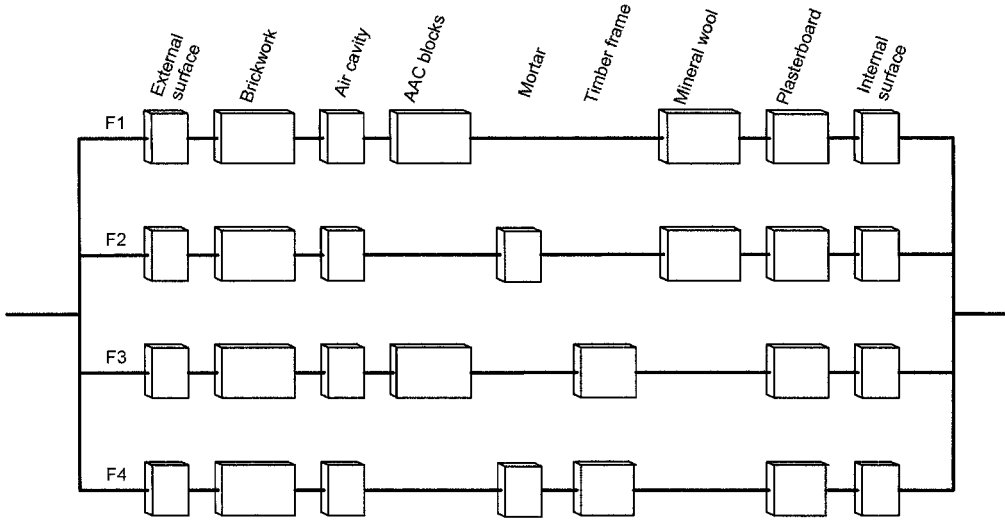 External
surface
Brickwork
Air cavity
AAC blocks
Mortar
Timber frame
Mineral wool
Plasterboard
Internal
surface
F1
F2
F3
F4